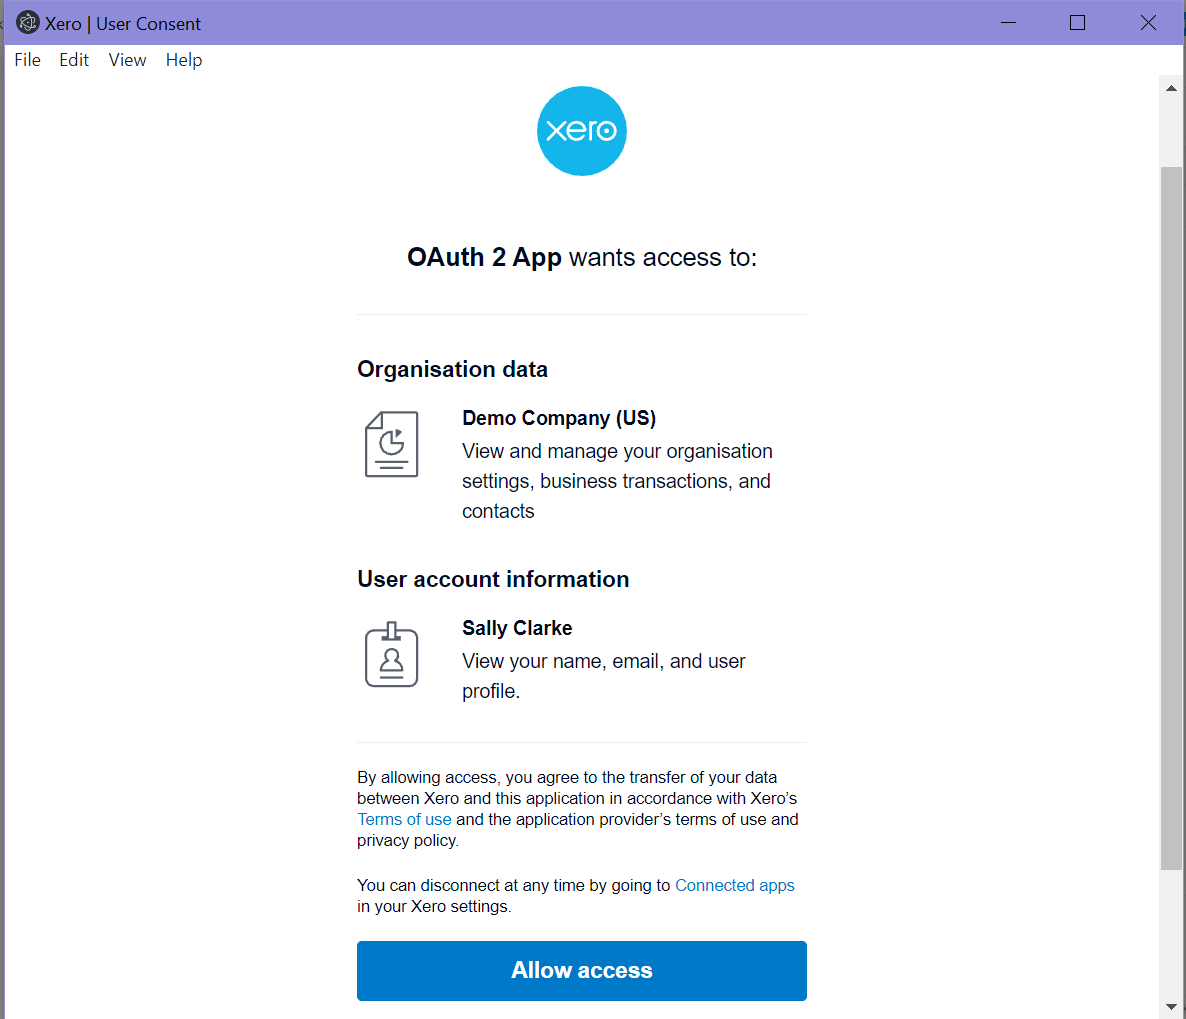 Xero | User Consent
File Edit View Help
xero
OAuth 2 App wants access to:
Organisation data
Demo Company (US)
View and manage your organisation
settings, business transactions, and
contacts
User account information
Sally Clarke
View your name, email, and user
profile.
By allowing access, you agree to the transfer of your data
between Xero and this application in accordance with Xero’s
Terms of use and the application provider’s terms of use and
privacy policy.
You can disconnect at any time by going to Connected apps
in your Xero settings.
Allow access